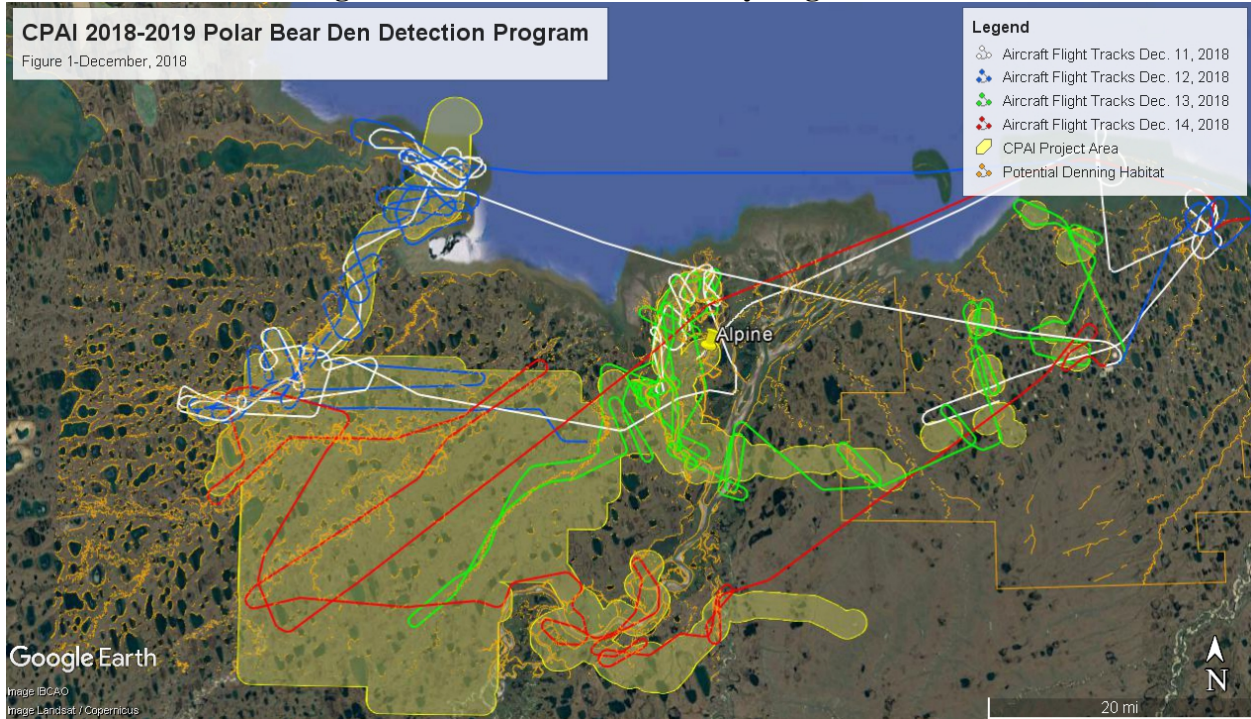 CPAI 2018-2019 Polar Bear Den Detection Program
Figure 1-December, 2018
Legend
Aircraft Flight Tracks Dec. 11, 2018
Aircraft Flight Tracks Dec. 12, 2018
Aircraft Flight Tracks Dec. 13, 2018
Aircraft Flight Tracks Dec. 14, 2018
CPAI Project Area
Potential Denning Habitat
Alpine
Google Earth
Image IBCAO
Image Landsat / Copernicus
N
20 mi